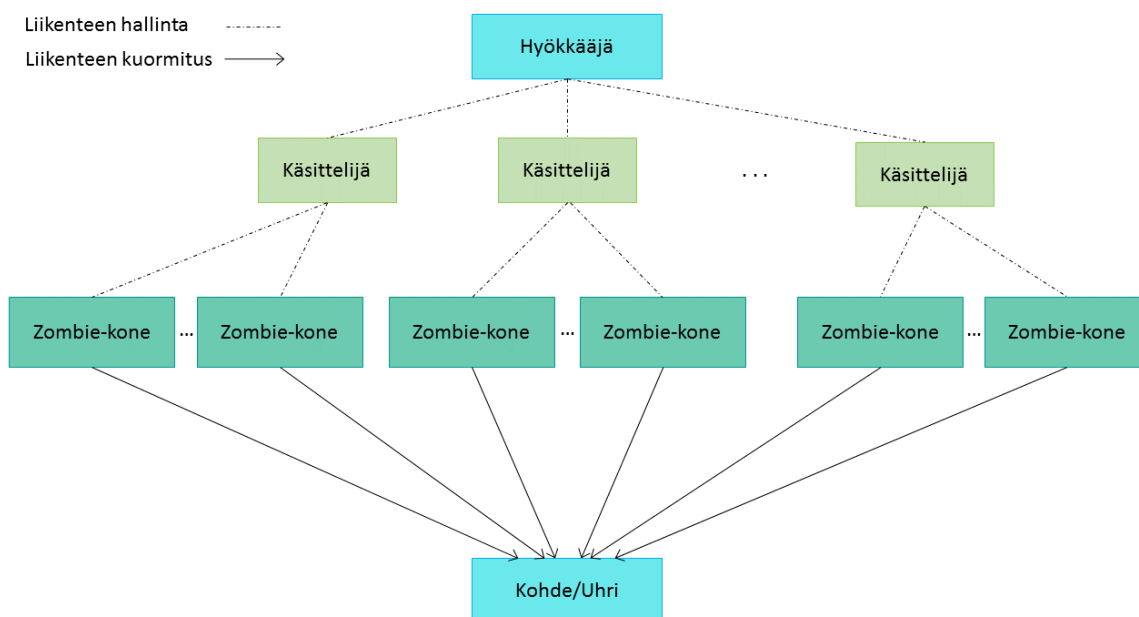 Liikenteen hallinta
Liikenteen kuormitus
Hyökkääjä
Käsittelijä
Käsittelijä
. . .
Käsittelijä
Zombie-kone
...
Zombie-kone
Zombie-kone
...
Zombie-kone
Zombie-kone
...
Zombie-kone
Kohde/Uhri